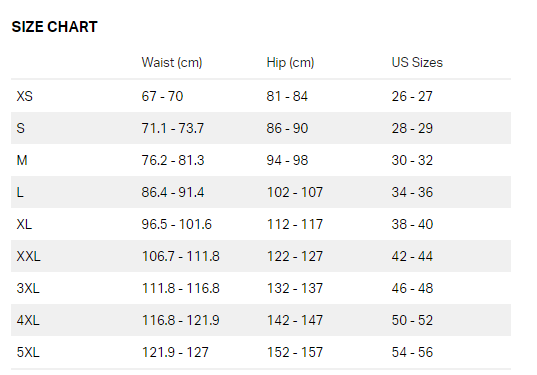 SIZE CHART
Waist (cm) Hip (cm) US Sizes
XS 67 - 70 81 - 84 26 - 27
S 71.1 - 73.7 86 - 90 28 - 29
M 76.2 - 81.3 94 - 98 30 - 32
L 86.4 - 91.4 102 - 107 34 - 36
XL 96.5 - 101.6 112 - 117 38 - 40
XXL 106.7 - 111.8 122 - 127 42 - 44
3XL 111.8 - 116.8 132 - 137 46 - 48
4XL 116.8 - 121.9 142 - 147 50 - 52
5XL 121.9 - 127 152 - 157 54 - 56